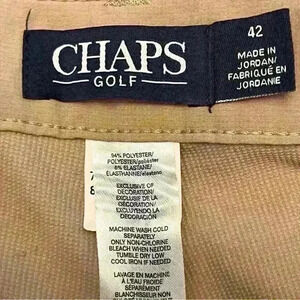 CHAPS
GOLF
42
MADE IN
JORDAN/
FABRIQUÉ EN
JORDANIE
94% POLYESTER/
POLYESTER/poliéster
6% ELASTANE/
ÉLASTHANNE/elastano
EXCLUSIVE OF
DECORATION/
EXCLUSIF DE
DÉCORATION/
EXCLUYENDO LA
DECORACIÓN
MACHINE WASH COLD
SEPARATELY
ONLY NON-CHLORINE
BLEACH WHEN NEEDED
TUMBLE DRY LOW
COOL IRON IF NEEDED
LAVAGE EN MACHINE
À L'EAU FROIDE
SÉPARÉMENT
BLANCHISSEUR NON